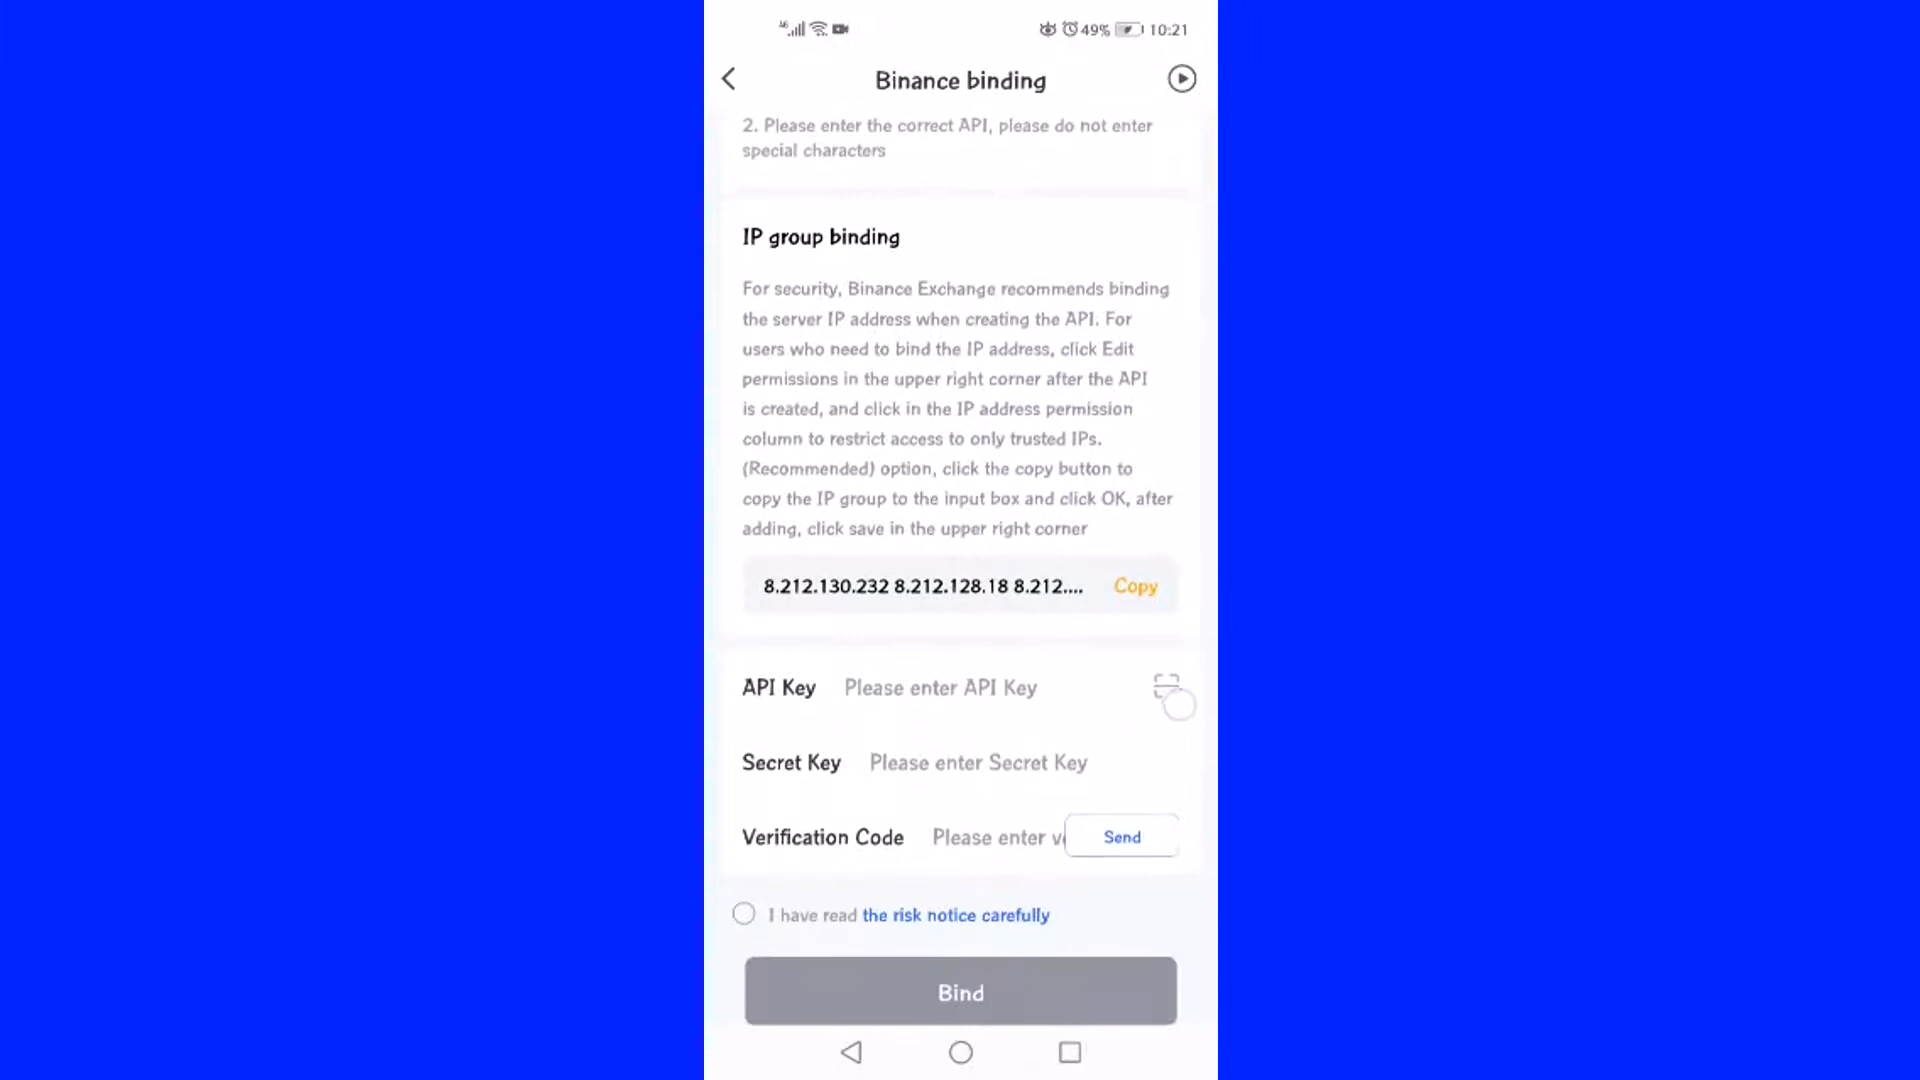 49% 10:21
Binance binding
2. Please enter the correct API, please do not enter
special characters
IP group binding
For security, Binance Exchange recommends binding
the server IP address when creating the API. For
users who need to bind the IP address, click Edit
permissions in the upper right corner after the API
is created, and click in the IP address permission
column to restrict access to only trusted IPs.
(Recommended) option, click the copy button to
copy the IP group to the input box and click OK, after
adding, click save in the upper right corner
8.212.130.232 8.212.128.18 8.212.... Copy
API Key Please enter API Key
Secret Key Please enter Secret Key
Verification Code Please enter v Send
I have read the risk notice carefully
Bind